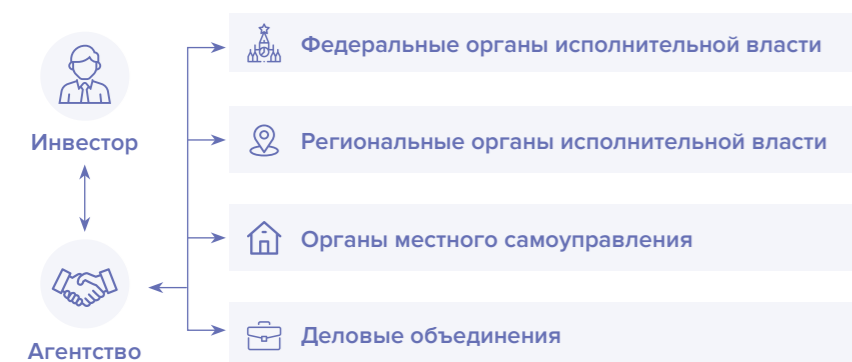 Инвестор
Агентство
Федеральные органы исполнительной власти
Региональные органы исполнительной власти
Органы местного самоуправления
Деловые объединения